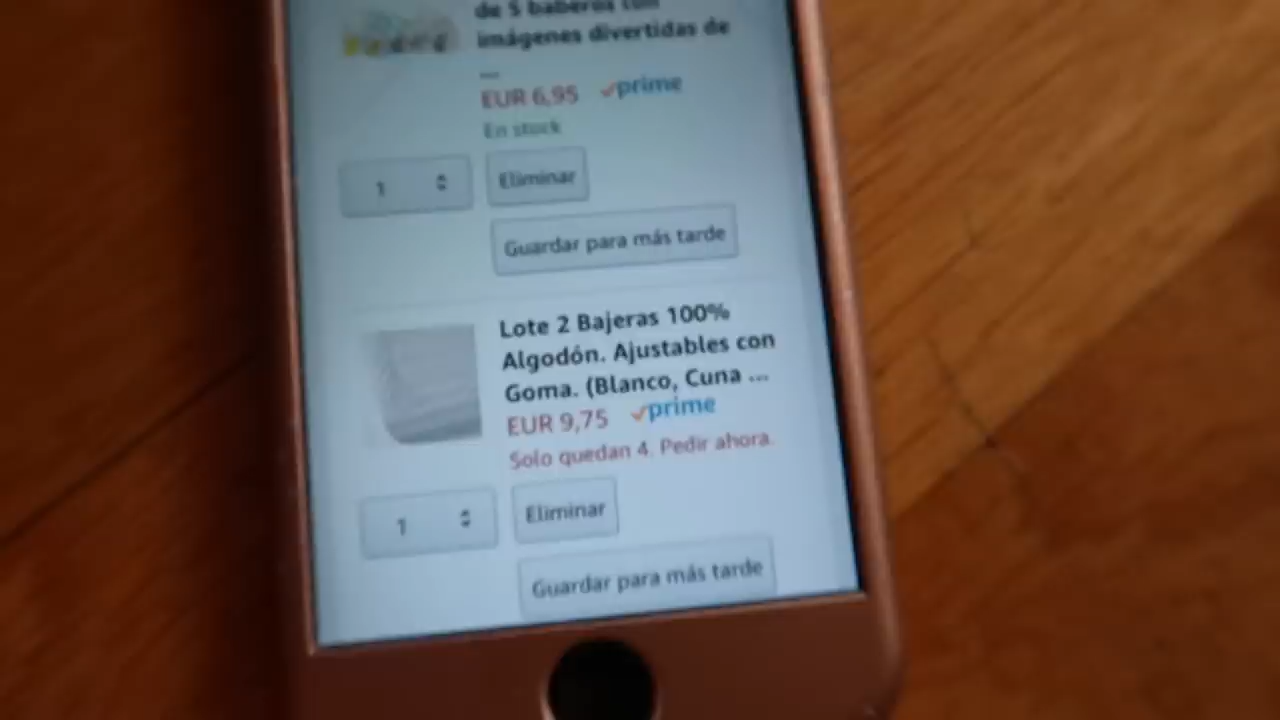 de 5 baberos con
imágenes divertidas de
...
EUR 6,95 prime
En stock
1 Eliminar
Guardar para más tarde
Lote 2 Bajeras 100%
Algodón. Ajustables con
Goma. (Blanco, Cuna ...
EUR 9,75 prime
Solo quedan 4. Pedir ahora.
1 Eliminar
Guardar para más tarde